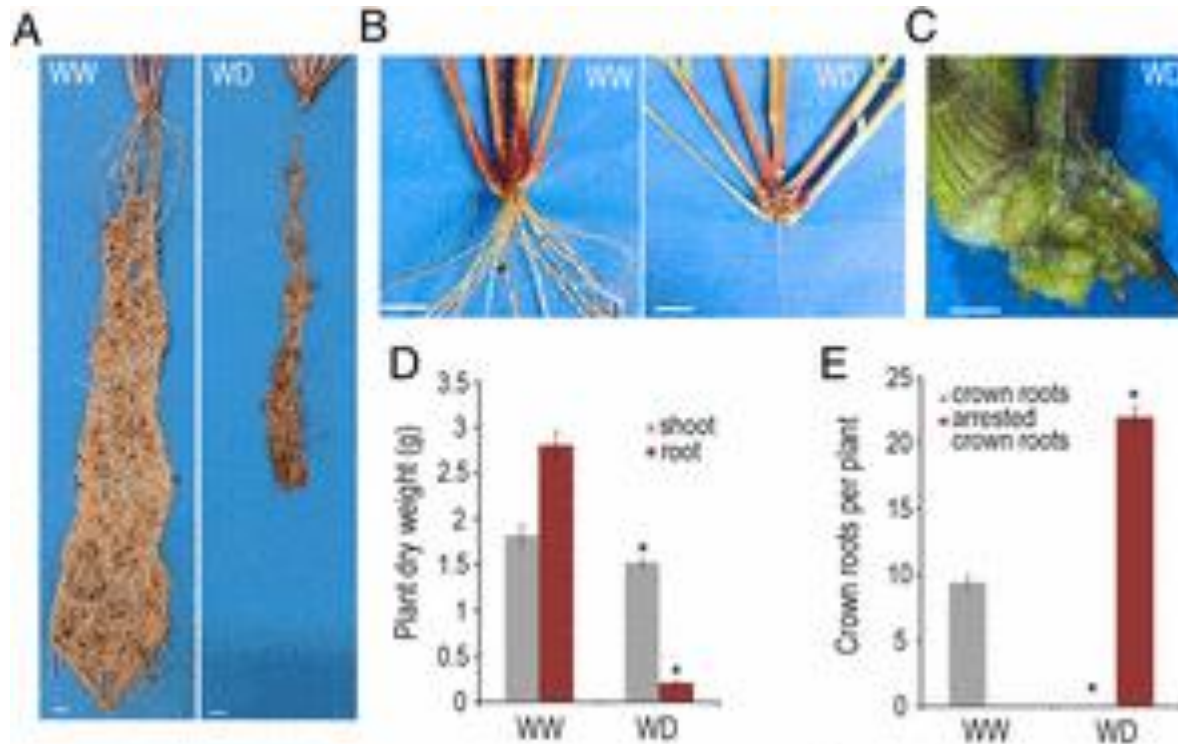 A
WW
WD
B
WW
WD
C
WD
D
Plant dry weight (g)
3.5
3
2.5
2
1.5
1
0.5
0
shoot
root
*
*
WW
WD
E
Crown roots per plant
25
20
15
10
5
0
crown roots
arrested
crown roots
*
*
WW
WD